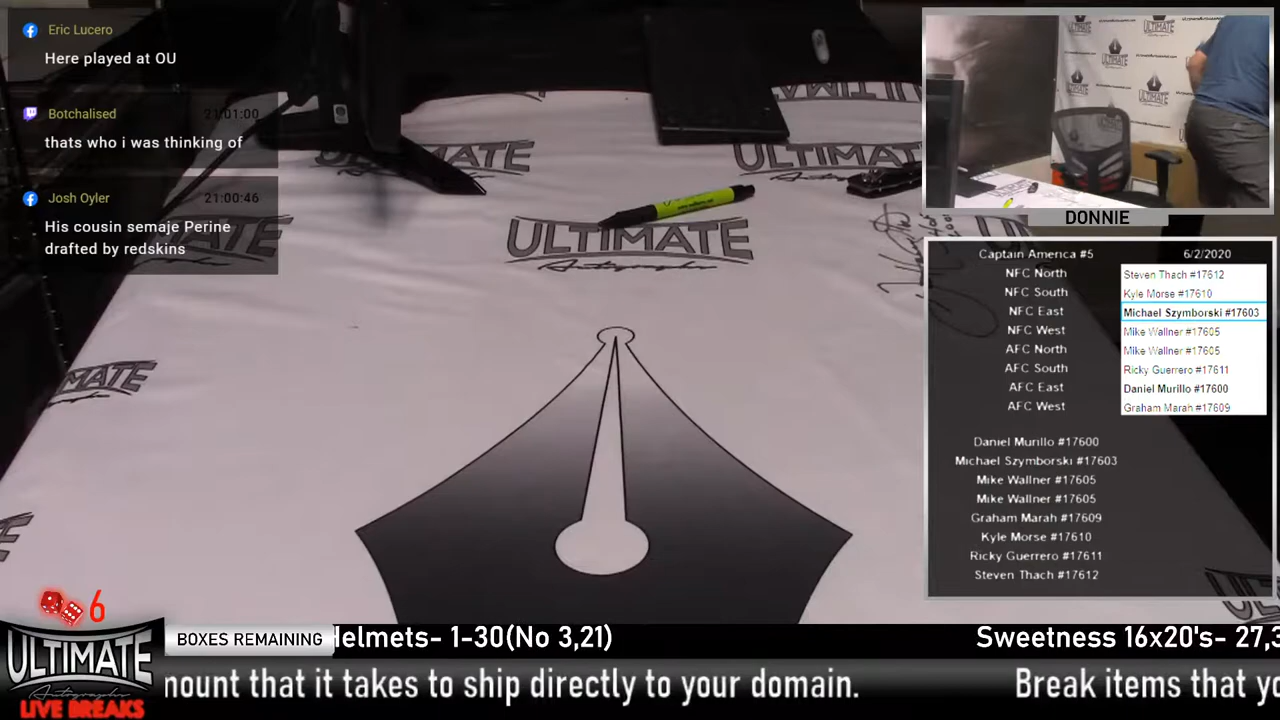 Eric Lucero
Here played at OU
Botchalised 21:01:00
thats who i was thinking of
Josh Oyler 21:00:46
His cousin semaje Perine
drafted by redskins
ULTIMATE
Autographs
DONNIE
Captain America #5 6/2/2020
NFC North Steven Thach #17612
NFC South Kyle Morse #17610
NFC East Michael Szymborski #17603
NFC West Mike Wallner #17605
AFC North Mike Wallner #17605
AFC South Ricky Guerrero #17611
AFC East Daniel Murillo #17600
AFC West Graham Marah #17609
Daniel Murillo #17600
Michael Szymborski #17603
Mike Wallner #17605
Mike Wallner #17605
Graham Marah #17609
Kyle Morse #17610
Ricky Guerrero #17611
Steven Thach #17612
6
ULTIMATE
Autographs
LIVE BREAKS
BOXES REMAINING
Helmets- 1-30(No 3,21) Sweetness 16x20's- 27,3
mount that it takes to ship directly to your domain. Break items that yo